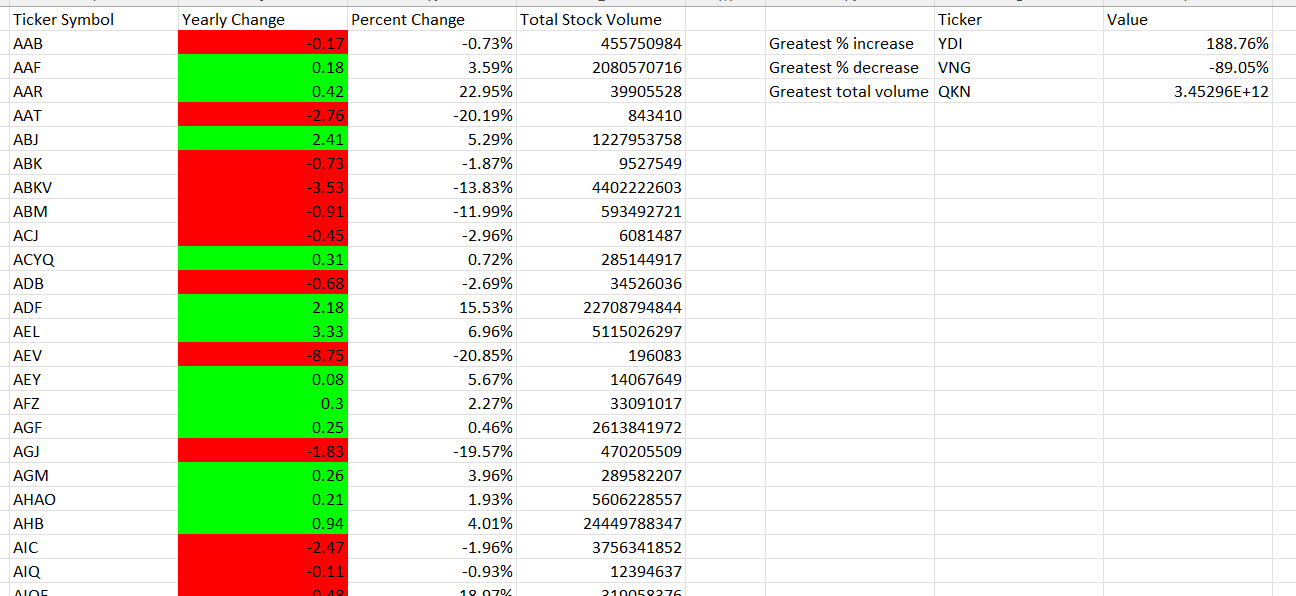 Ticker Symbol Yearly Change Percent Change Total Stock Volume Ticker Value
AAB -0.17 -0.73% 455750984 Greatest % increase YDI 188.76%
AAF 0.18 3.59% 2080570716 Greatest % decrease VNG -89.05%
AAR 0.42 22.95% 39905528 Greatest total volume QKN 3.45296E+12
AAT -2.76 -20.19% 843410
ABJ 2.41 5.29% 1227953758
ABK -0.73 -1.87% 9527549
ABKV -3.53 -13.83% 4402222603
ABM -0.91 -11.99% 593492721
ACJ -0.45 -2.96% 6081487
ACYQ 0.31 0.72% 285144917
ADB -0.68 -2.69% 34526036
ADF 2.18 15.53% 22708794844
AEL 3.33 6.96% 5115026297
AEV -8.75 -20.85% 196083
AEY 0.08 5.67% 14067649
AFZ 0.3 2.27% 33091017
AGF 0.25 0.46% 2613841972
AGJ -1.83 -19.57% 470205509
AGM 0.26 3.96% 289582207
AHAO 0.21 1.93% 5606228557
AHB 0.94 4.01% 24449788347
AIC -2.47 -1.96% 3756341852
AIQ -0.11 -0.93% 12394637